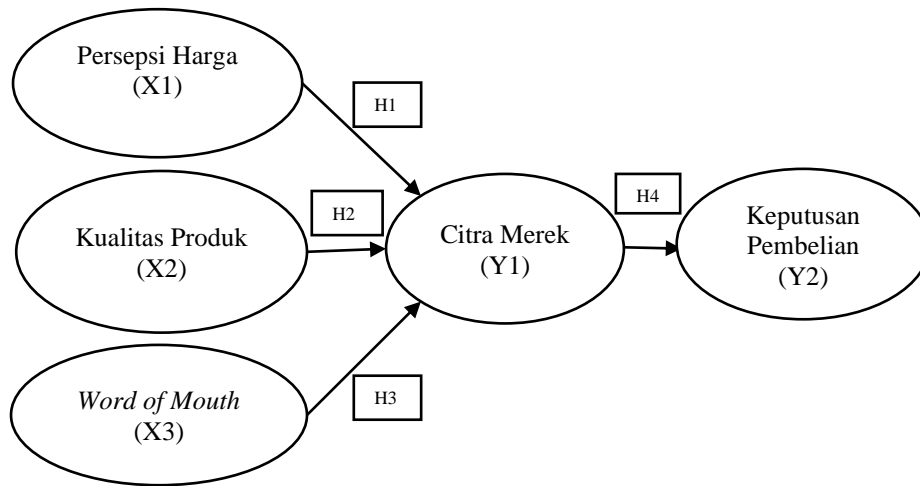 Persepsi Harga
(X1)
H1
Kualitas Produk
(X2)
H2
Citra Merek
(Y1)
H4
Keputusan
Pembelian
(Y2)
Word of Mouth
(X3)
H3